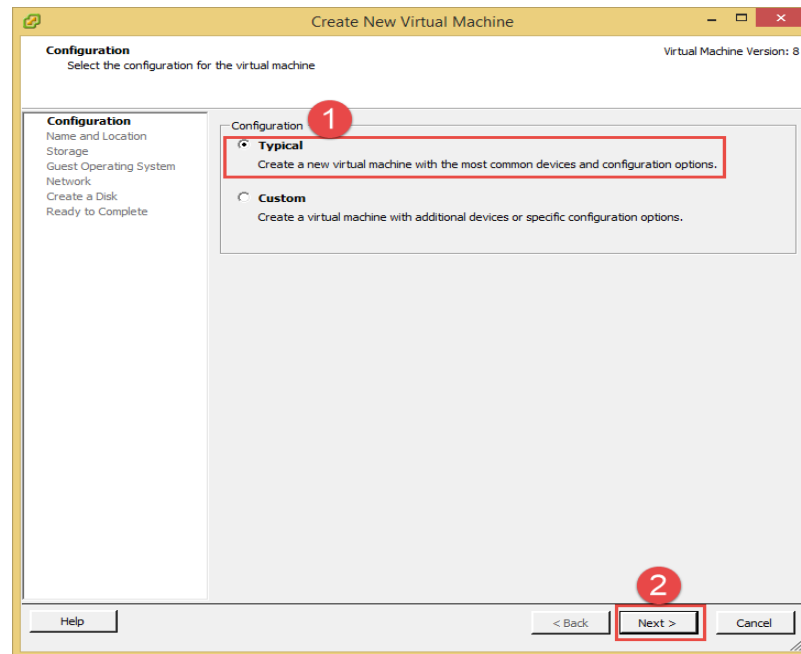 Create New Virtual Machine
Configuration
Select the configuration for the virtual machine
Virtual Machine Version: 8
Configuration
Name and Location
Storage
Guest Operating System
Network
Create a Disk
Ready to Complete
Configuration
1
Typical
Create a new virtual machine with the most common devices and configuration options.
Custom
Create a virtual machine with additional devices or specific configuration options.
2
Help
< Back
Next >
Cancel